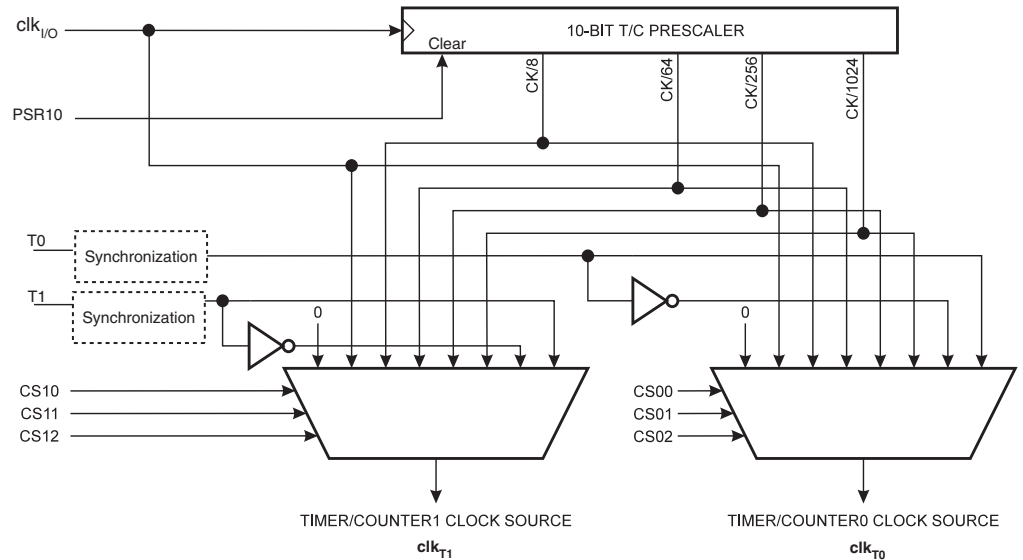 clkI/O
10-BIT T/C PRESCALER
Clear
CK/8
CK/64
CK/256
CK/1024
PSR10
T0
Synchronization
T1
Synchronization
0
0
CS10
CS11
CS12
CS00
CS01
CS02
TIMER/COUNTER1 CLOCK SOURCE
clkT1
TIMER/COUNTER0 CLOCK SOURCE
clkT0